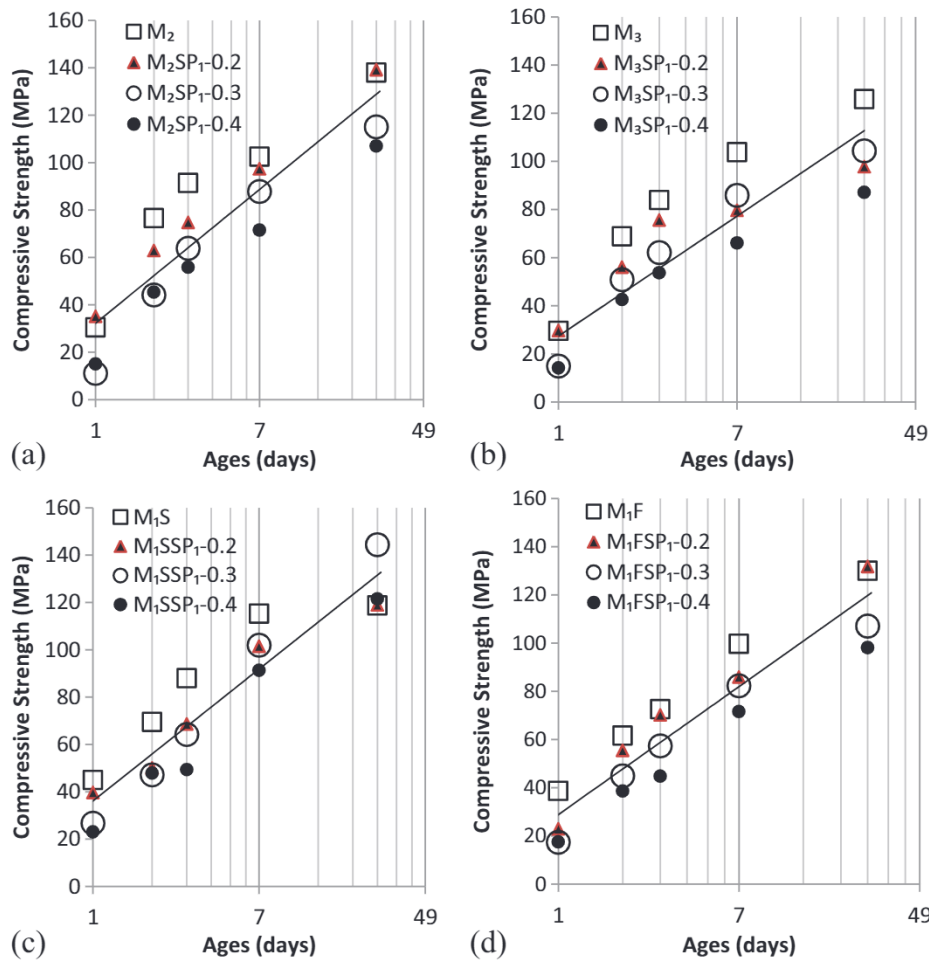 160
140
120
100
80
60
40
20
0
Compressive Strength (MPa)
M₂
M₂SP₁-0.2
M₂SP₁-0.3
M₂SP₁-0.4
1 7 49
Ages (days)
(a)
160
140
120
100
80
60
40
20
0
Compressive Strength (MPa)
M₃
M₃SP₁-0.2
M₃SP₁-0.3
M₃SP₁-0.4
1 7 49
Ages (days)
(b)
160
140
120
100
80
60
40
20
0
Compressive Strength (MPa)
M₁S
M₁SSP₁-0.2
M₁SSP₁-0.3
M₁SSP₁-0.4
1 7 49
Ages (days)
(c)
160
140
120
100
80
60
40
20
0
Compressive Strength (MPa)
M₁F
M₁FSP₁-0.2
M₁FSP₁-0.3
M₁FSP₁-0.4
1 7 49
Ages (days)
(d)